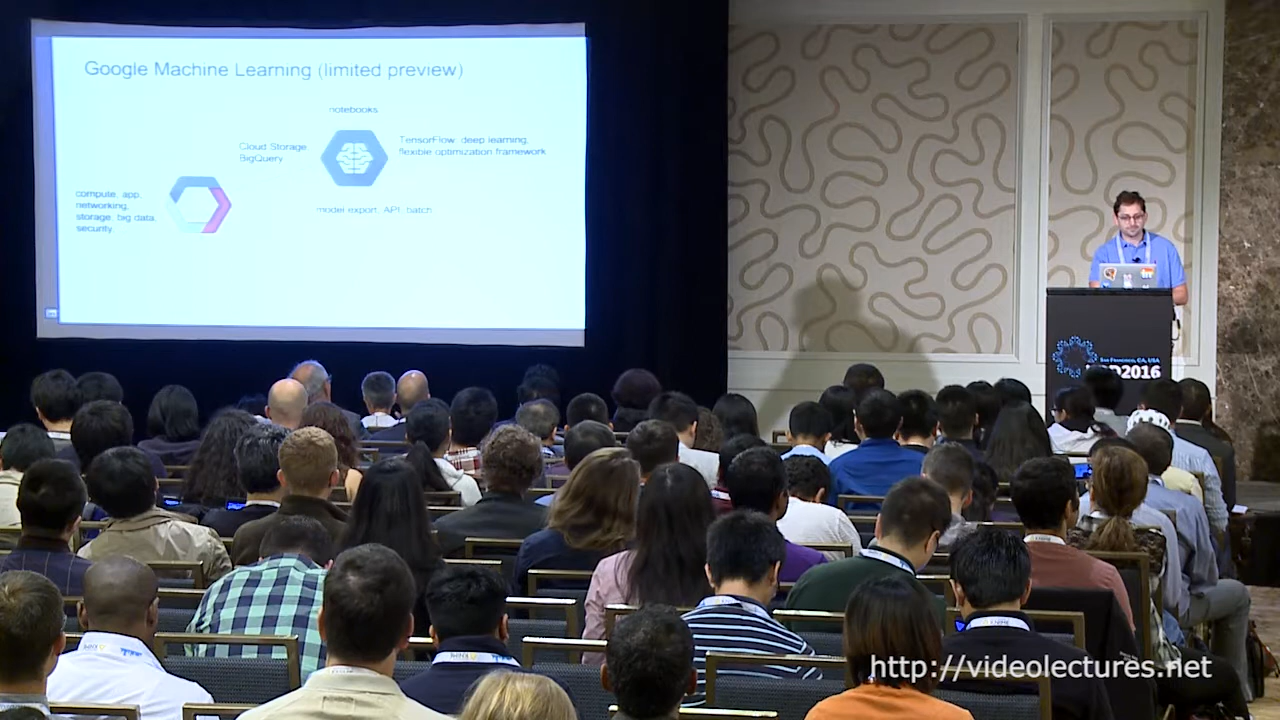 Google Machine Learning (limited preview)
notebooks
Cloud Storage
BigQuery
TensorFlow: deep learning,
flexible optimization framework
compute, app,
networking,
storage, big data,
security
model export, API, batch
San Francisco, CA, USA
2016
http://videolectures.net